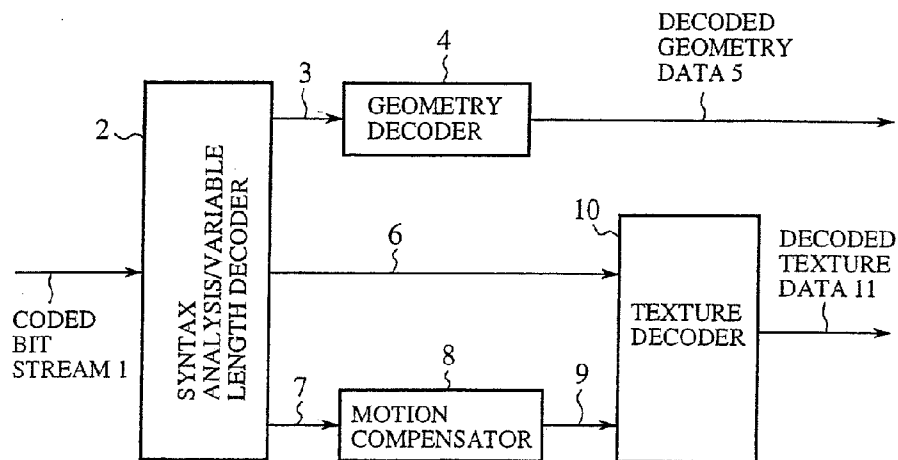 DECODED
GEOMETRY
DATA 5
4
3
GEOMETRY
DECODER
2
SYNTAX
ANALYSIS/VARIABLE
LENGTH DECODER
6
10
DECODED
TEXTURE
DATA 11
TEXTURE
DECODER
CODED
BIT
STREAM 1
7
8
9
MOTION
COMPENSATOR